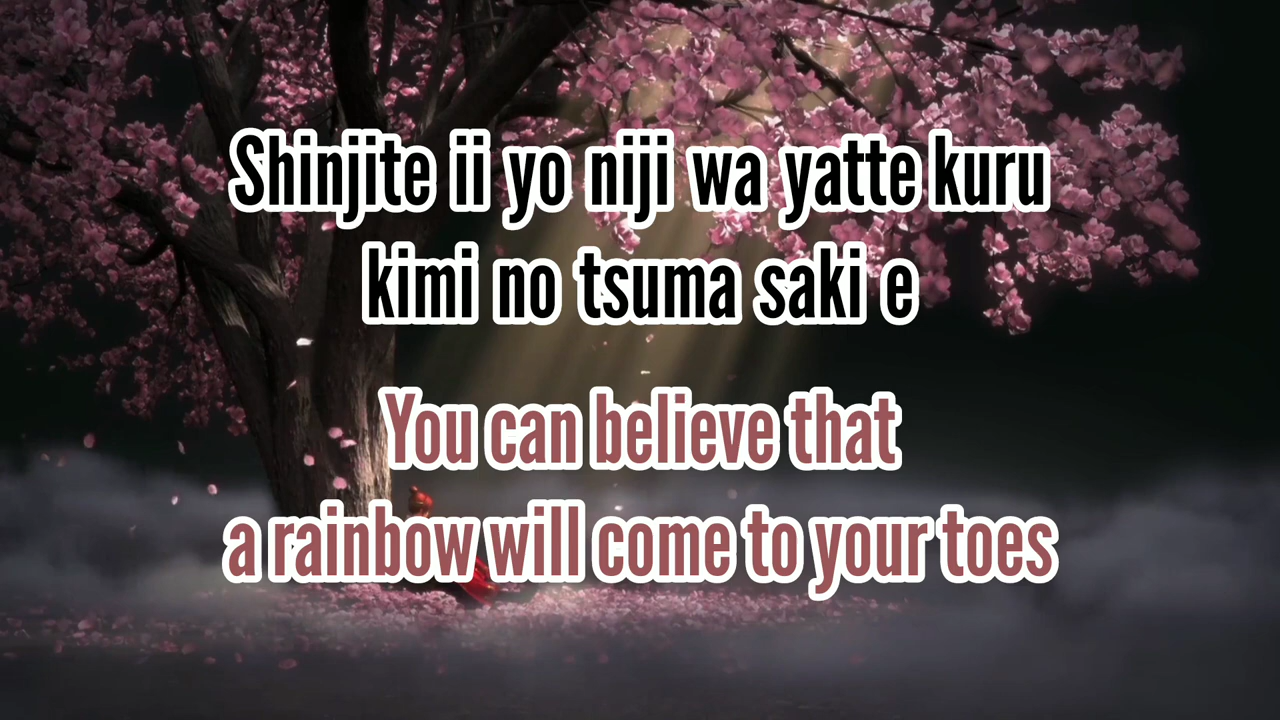 Shinjite ii yo niji wa yatte kuru
kimi no tsuma saki e
You can believe that
a rainbow will come to your toes